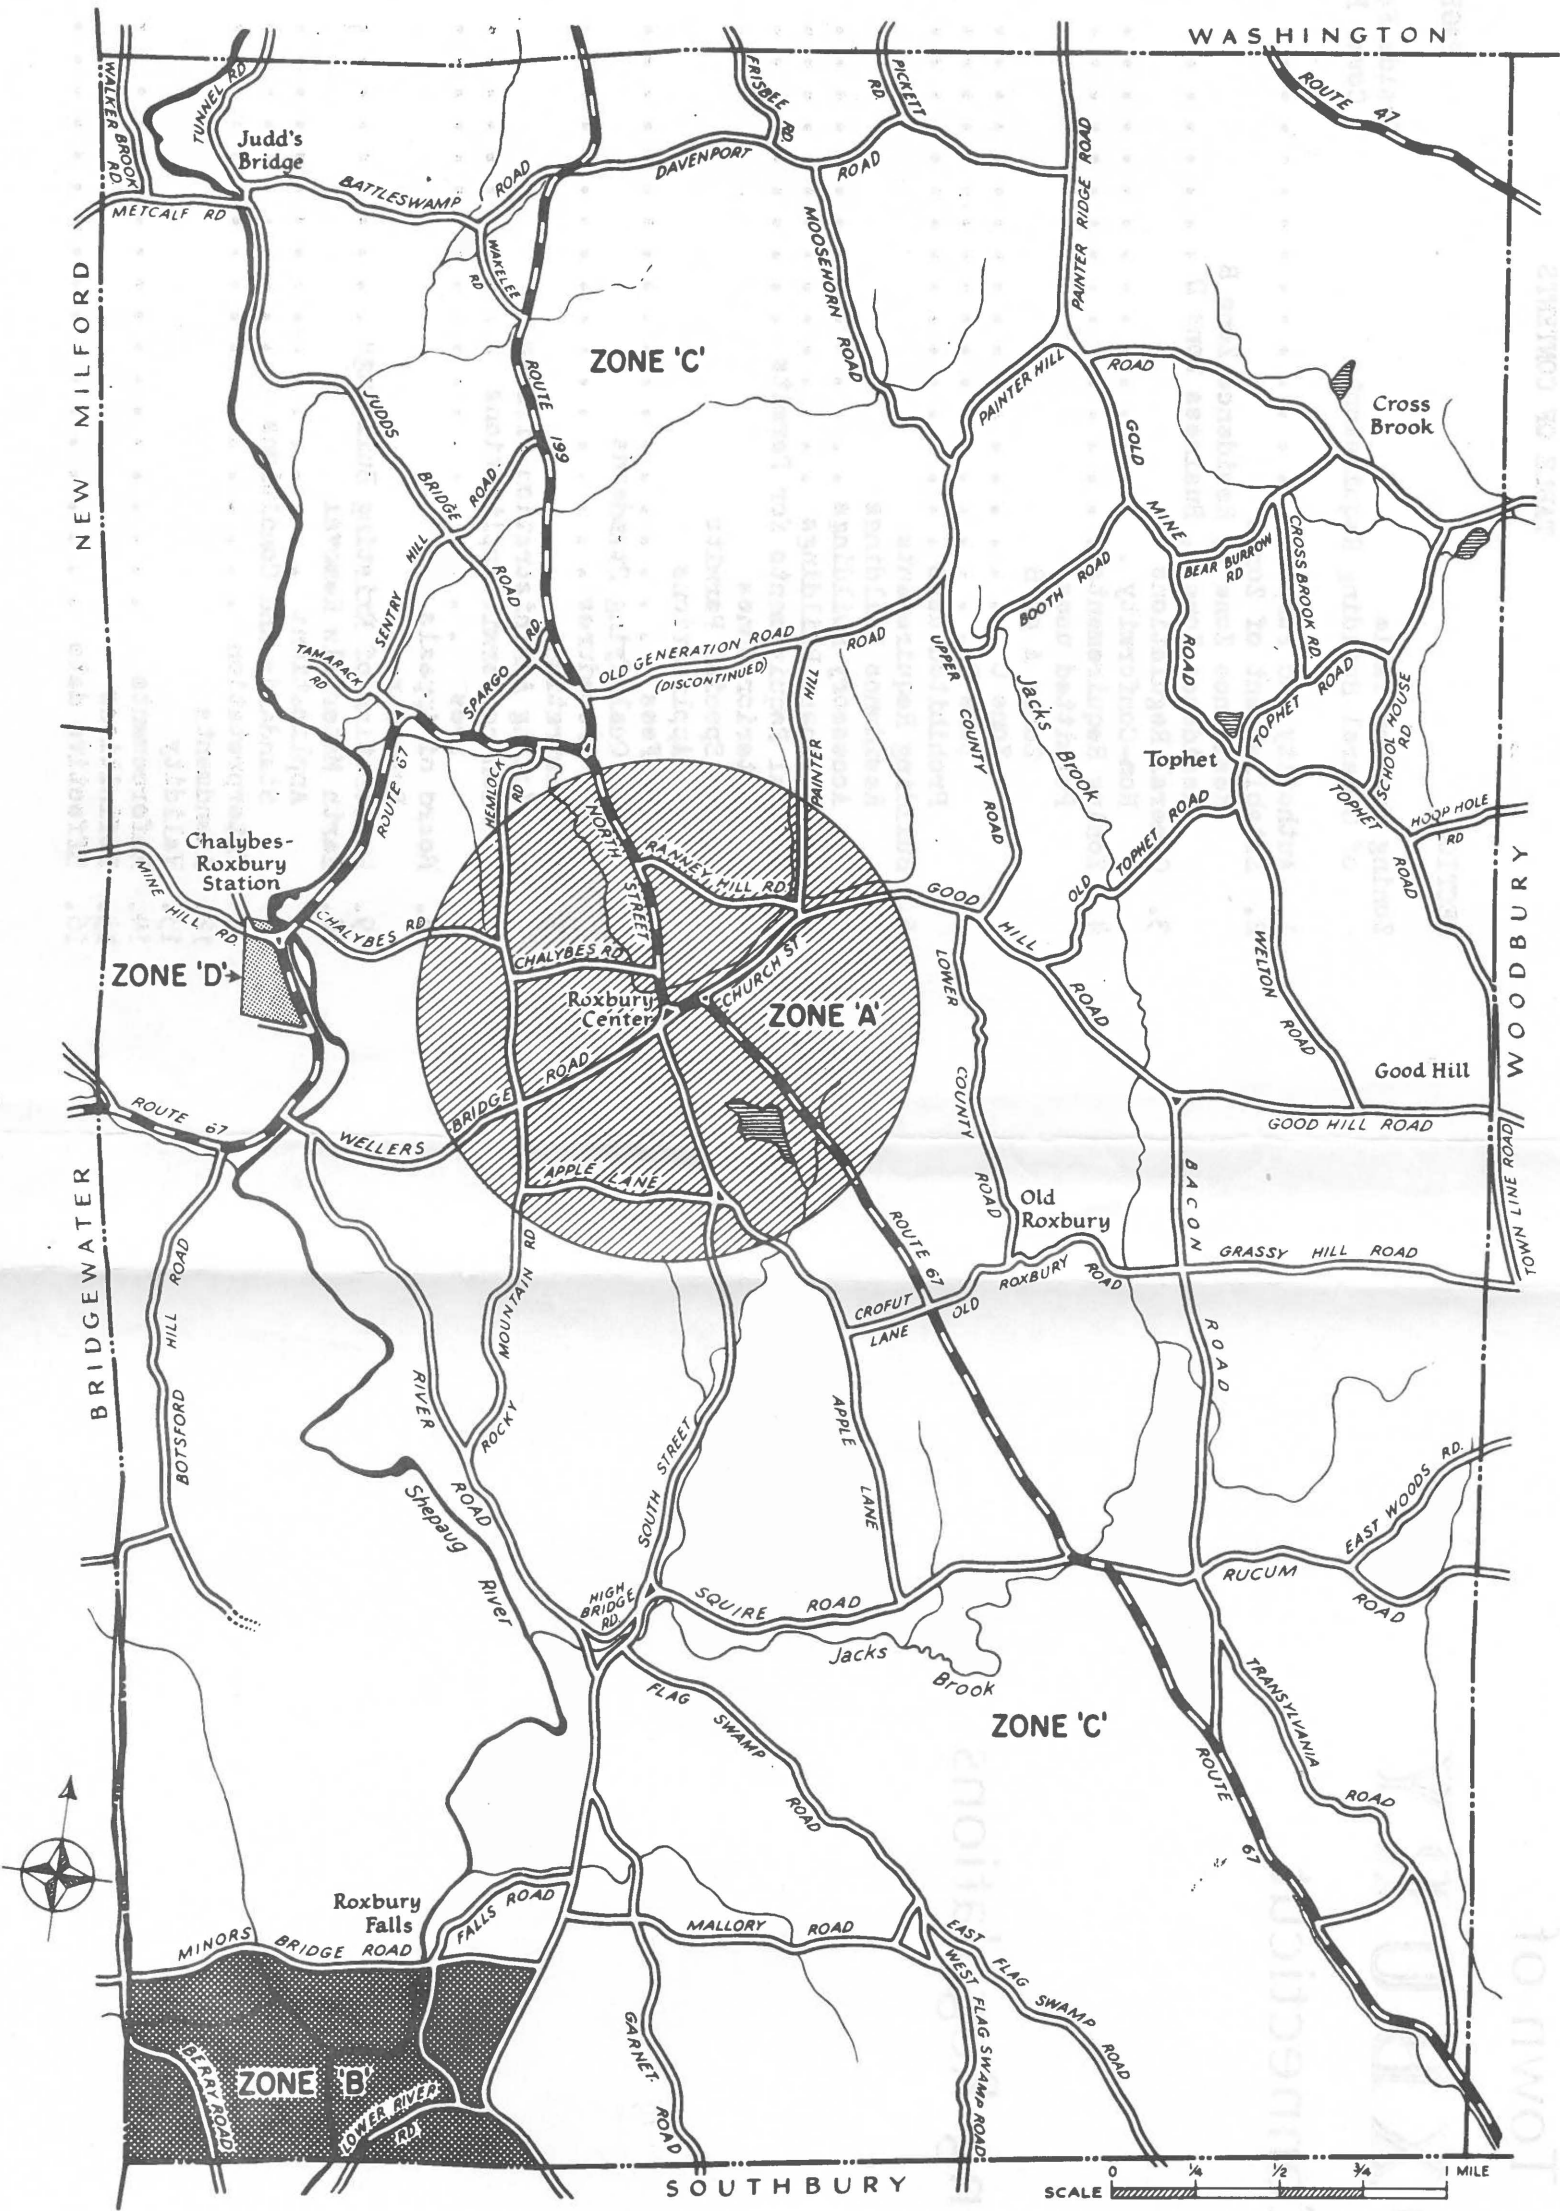 WASHINGTON
ROUTE 47
WALKER BROOK RD.
TUNNEL RD
Judd's
Bridge
FRISBEE RD.
PICKETT RD.
METCALF RD
BATTLESWAMP ROAD
DAVENPORT ROAD
PAINTER RIDGE ROAD
WAKELEE RD
MOOSEHORN ROAD
NEW MILFORD
ZONE 'C'
ROUTE 199
PAINTER HILL ROAD
Cross
Brook
JUDDS BRIDGE ROAD
SENTRY HILL ROAD.
GOLD MINE ROAD
BEAR BURROW RD
CROSS BROOK RD.
BOOTH ROAD
TAMARACK RD
SPARGO RD.
OLD GENERATION ROAD
(DISCONTINUED)
ROAD
UPPER COUNTY ROAD
Jacks Brook
TOPHET ROAD
SCHOOL HOUSE RD
Tophet
TOPHET ROAD
HOOP HOLE RD
ROUTE 67
HEMLOCK RD
NORTH STREET
PAINTER HILL
RANNEY HILL RD.
OLD TOPHET ROAD
Chalybes-
Roxbury
Station
MINE HILL RD.
CHALYBES RD
CHALYBES RD
GOOD HILL ROAD
WOODBURY
ZONE 'D'
Roxbury
Center
CHURCH ST
ZONE 'A'
LOWER COUNTY ROAD
WELTON ROAD
Good Hill
ROUTE 67
WELLERS BRIDGE ROAD
GOOD HILL ROAD
APPLE LANE
BACON ROAD
TOWN LINE ROAD
Old
Roxbury
BRIDGEWATER
ROUTE 67
OLD ROXBURY ROAD
GRASSY HILL ROAD
CROFUT LANE
BOTSFORD HILL ROAD
RIVER ROAD
ROCKY MOUNTAIN RD
SOUTH STREET
APPLE LANE
Shepaug River
EAST WOODS RD.
HIGH
BRIDGE
RD.
SQUIRE ROAD
RUCUM ROAD
Jacks Brook
FLAG SWAMP ROAD
ZONE 'C'
TRANSYLVANIA ROAD
ROUTE 67
Roxbury
Falls
FALLS ROAD
MINORS BRIDGE ROAD
MALLORY ROAD
EAST FLAG SWAMP ROAD
WEST FLAG SWAMP ROAD
GARNET ROAD
ZONE 'B'
BERRY ROAD
LOWER RIVER RD.
SOUTHBURY
SCALE 0 1/4 1/2 3/4 1 MILE